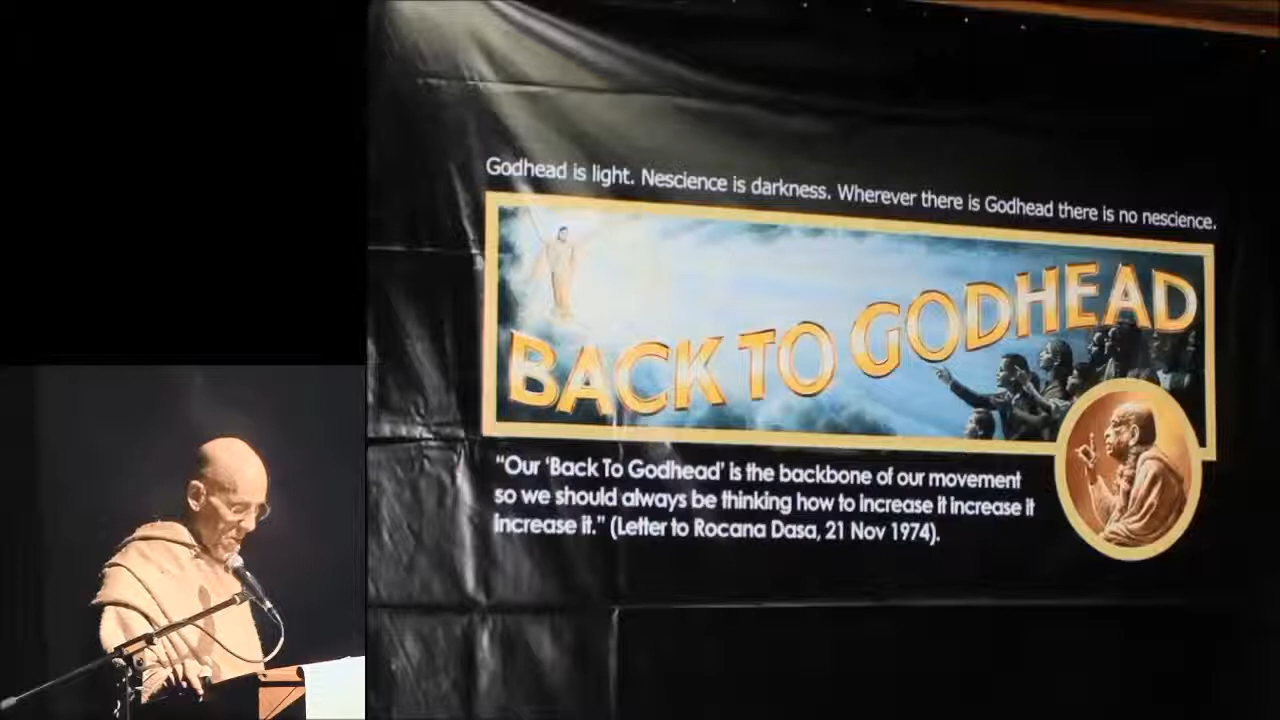 Godhead is light. Nescience is darkness. Wherever there is Godhead there is no nescience.
BACK TO GODHEAD
“Our ‘Back To Godhead’ is the backbone of our movement
so we should always be thinking how to increase it increase it
increase it.” (Letter to Rocana Dasa, 21 Nov 1974).